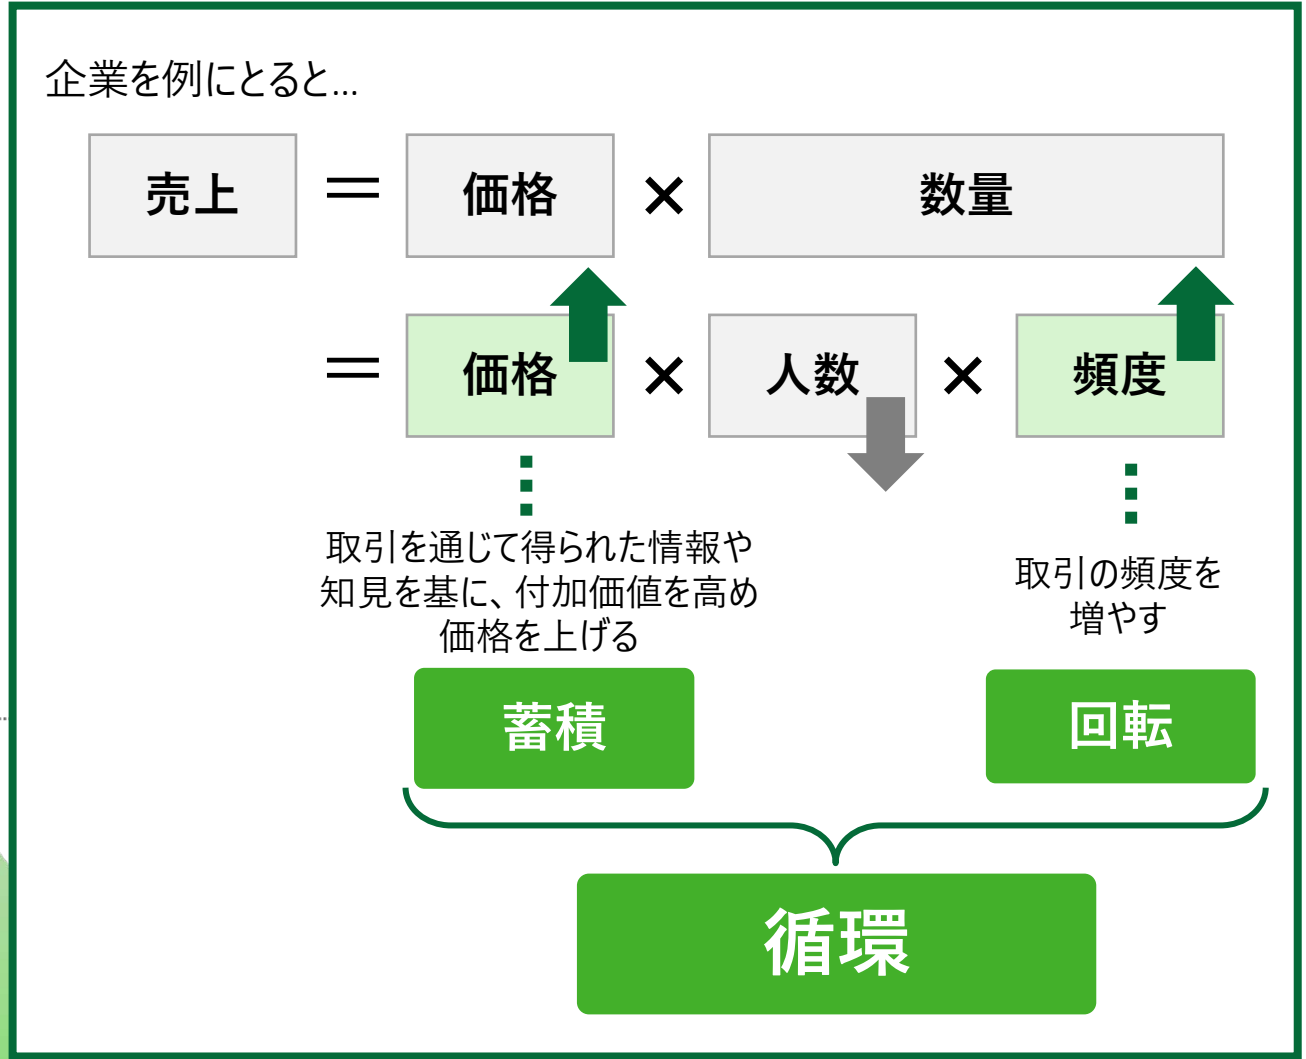 企業を例にとると...
売上 = 価格 × 数量
= 価格 × 人数 × 頻度
取引を通じて得られた情報や
知見を基に、付加価値を高め
価格を上げる
取引の頻度を
増やす
蓄積
回転
循環